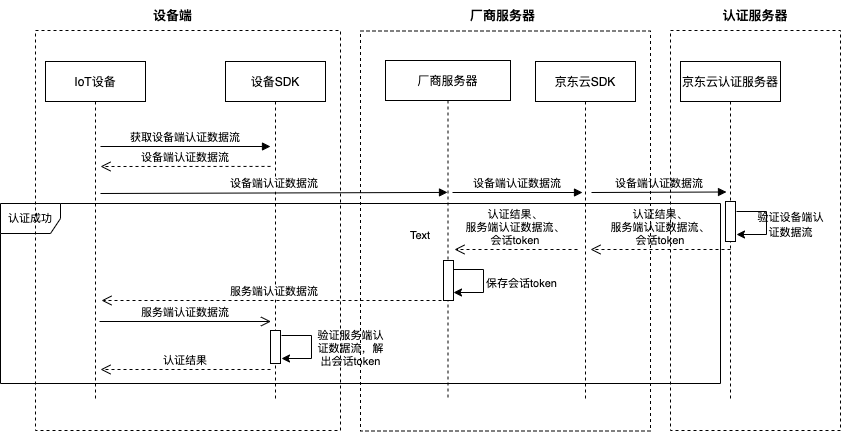 设备端
厂商服务器
认证服务器
IoT设备
设备SDK
厂商服务器
京东云SDK
京东云认证服务器
获取设备端认证数据流
设备端认证数据流
设备端认证数据流
设备端认证数据流
设备端认证数据流
认证成功
验证设备端认
证数据流
认证结果、
服务端认证数据流、
会话token
认证结果、
服务端认证数据流、
会话token
Text
保存会话token
服务端认证数据流
服务端认证数据流
验证服务端认
证数据流，解
出会话token
认证结果